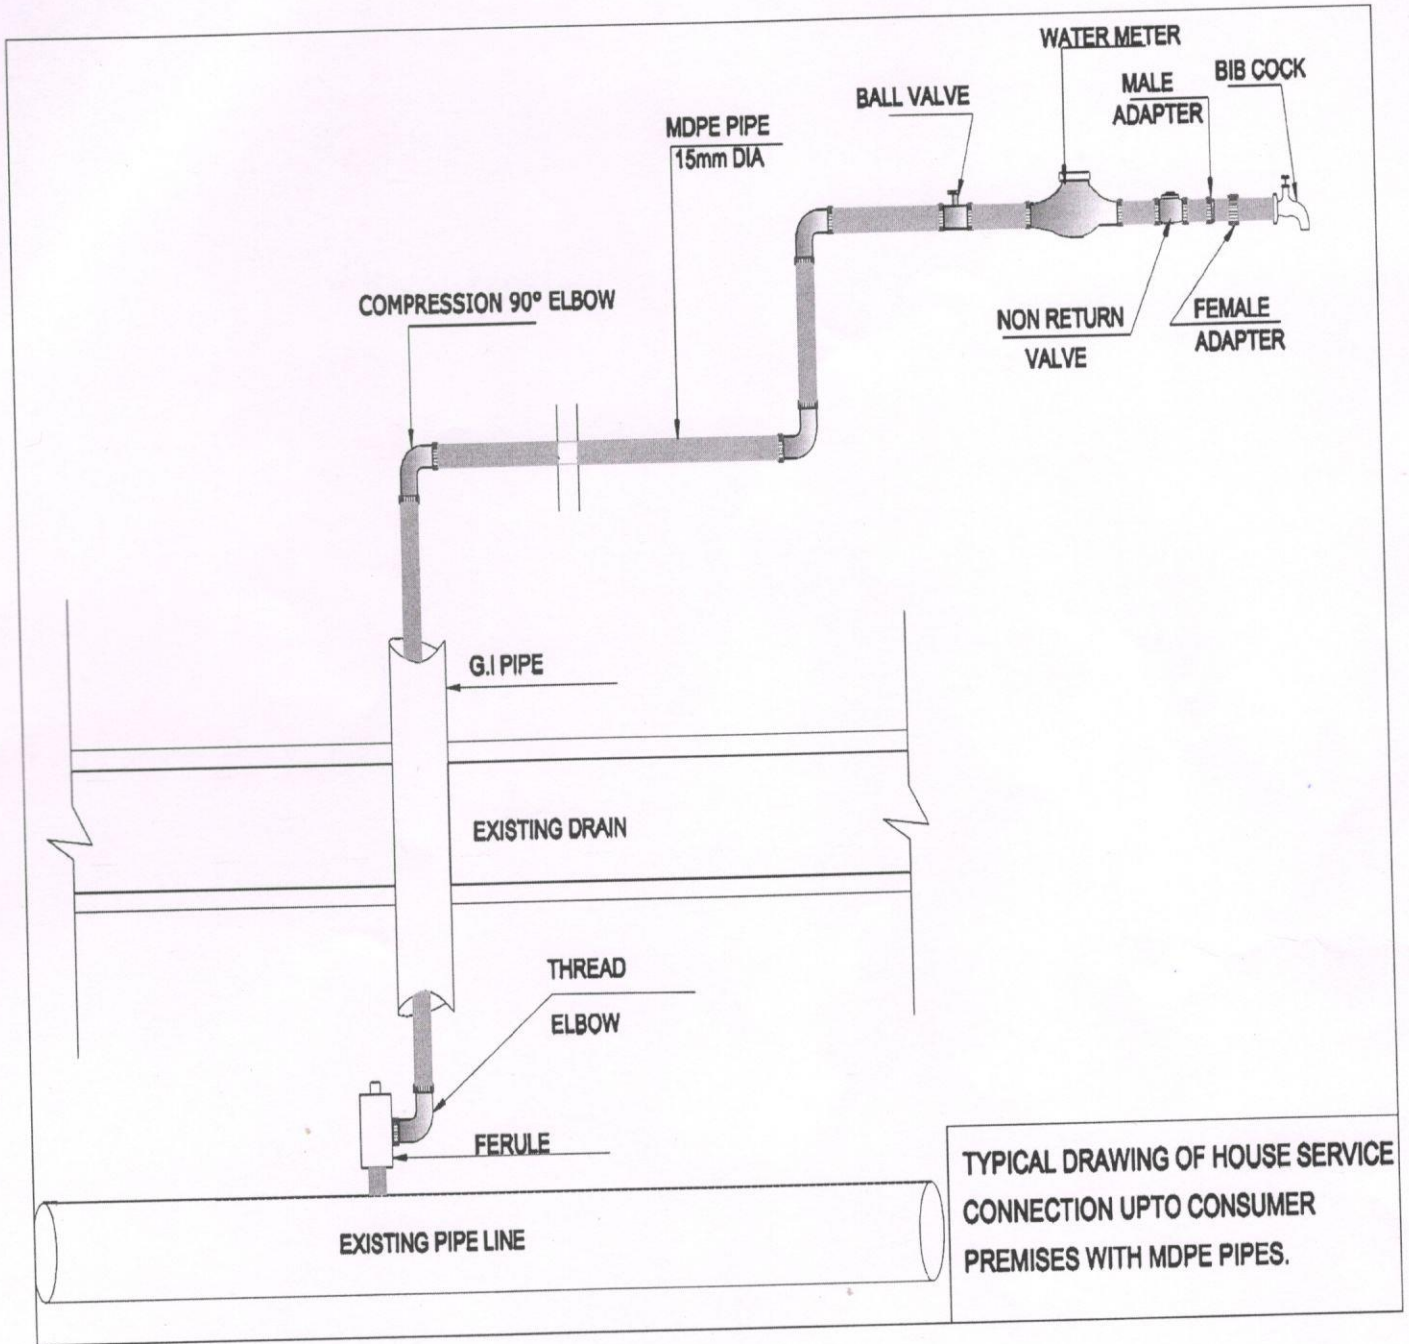 WATER METER
BIB COCK
MALE
ADAPTER
BALL VALVE
MDPE PIPE
15mm DIA
COMPRESSION 90° ELBOW
NON RETURN
VALVE
FEMALE
ADAPTER
G.I PIPE
EXISTING DRAIN
THREAD
ELBOW
FERULE
EXISTING PIPE LINE
TYPICAL DRAWING OF HOUSE SERVICE
CONNECTION UPTO CONSUMER
PREMISES WITH MDPE PIPES.